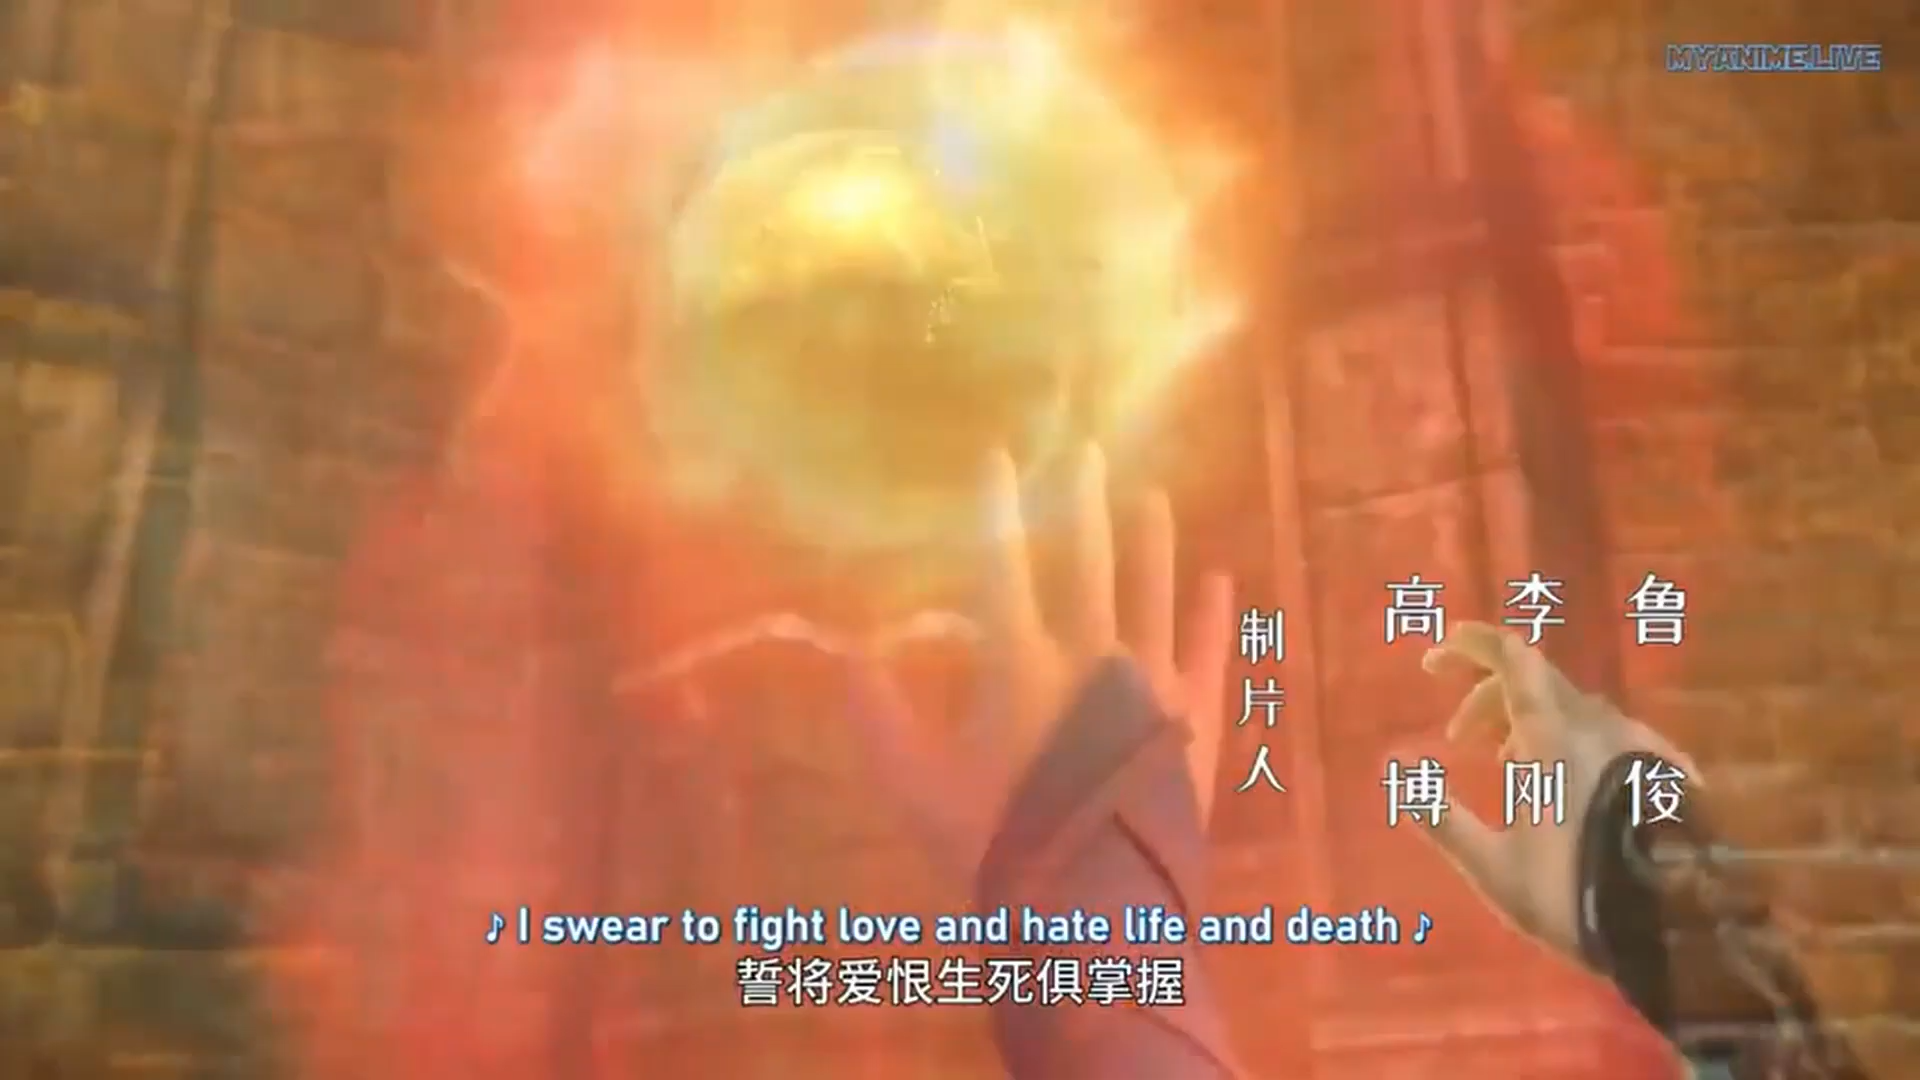 MYANIME.LIVE
制片人
高博
李刚
鲁俊
♪ I swear to fight love and hate life and death ♪
誓将爱恨生死俱掌握